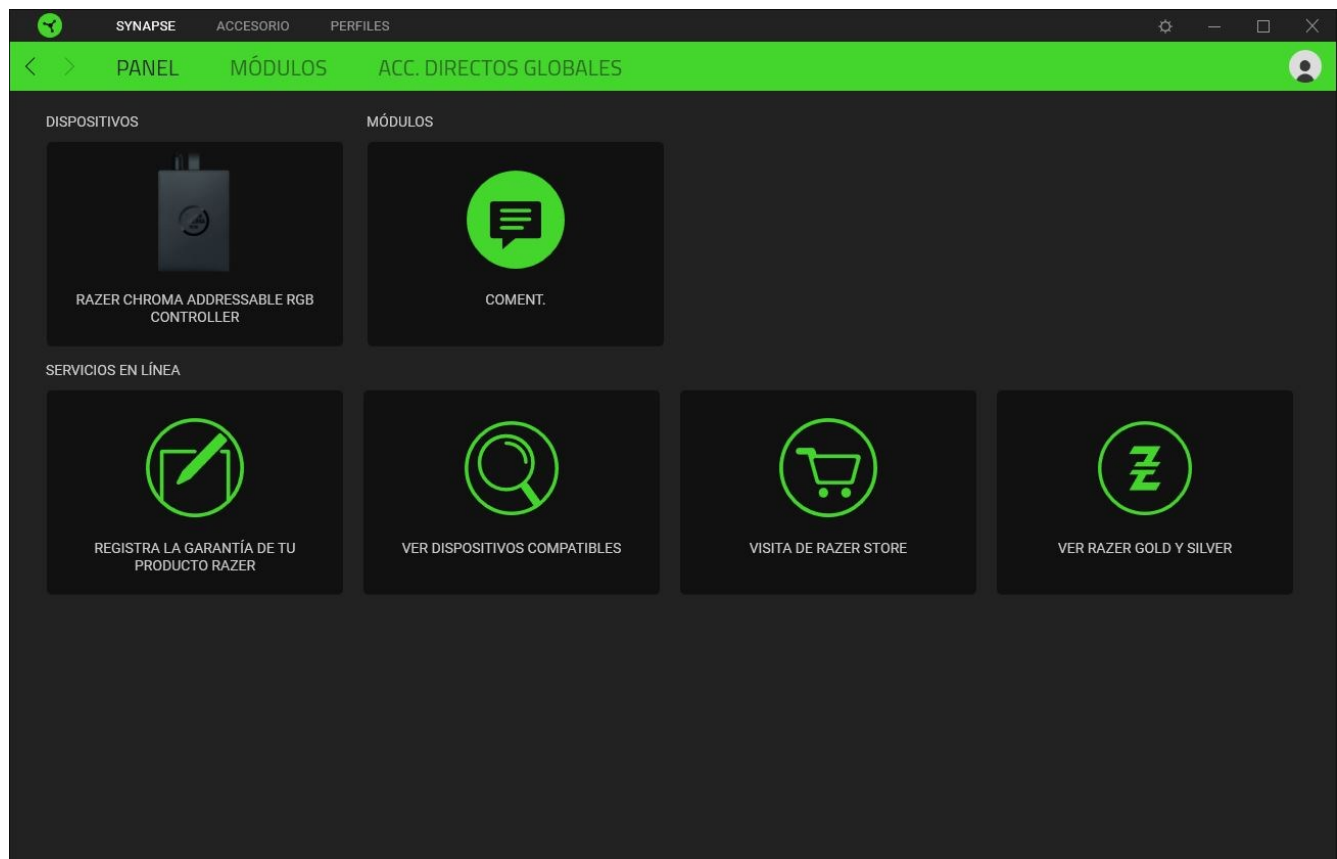 SYNAPSE ACCESORIO PERFILES
PANEL MÓDULOS ACC. DIRECTOS GLOBALES
DISPOSITIVOS MÓDULOS
RAZER CHROMA ADDRESSABLE RGB
CONTROLLER
COMENT.
SERVICIOS EN LÍNEA
REGISTRA LA GARANTÍA DE TU
PRODUCTO RAZER
VER DISPOSITIVOS COMPATIBLES
VISITA DE RAZER STORE
VER RAZER GOLD Y SILVER